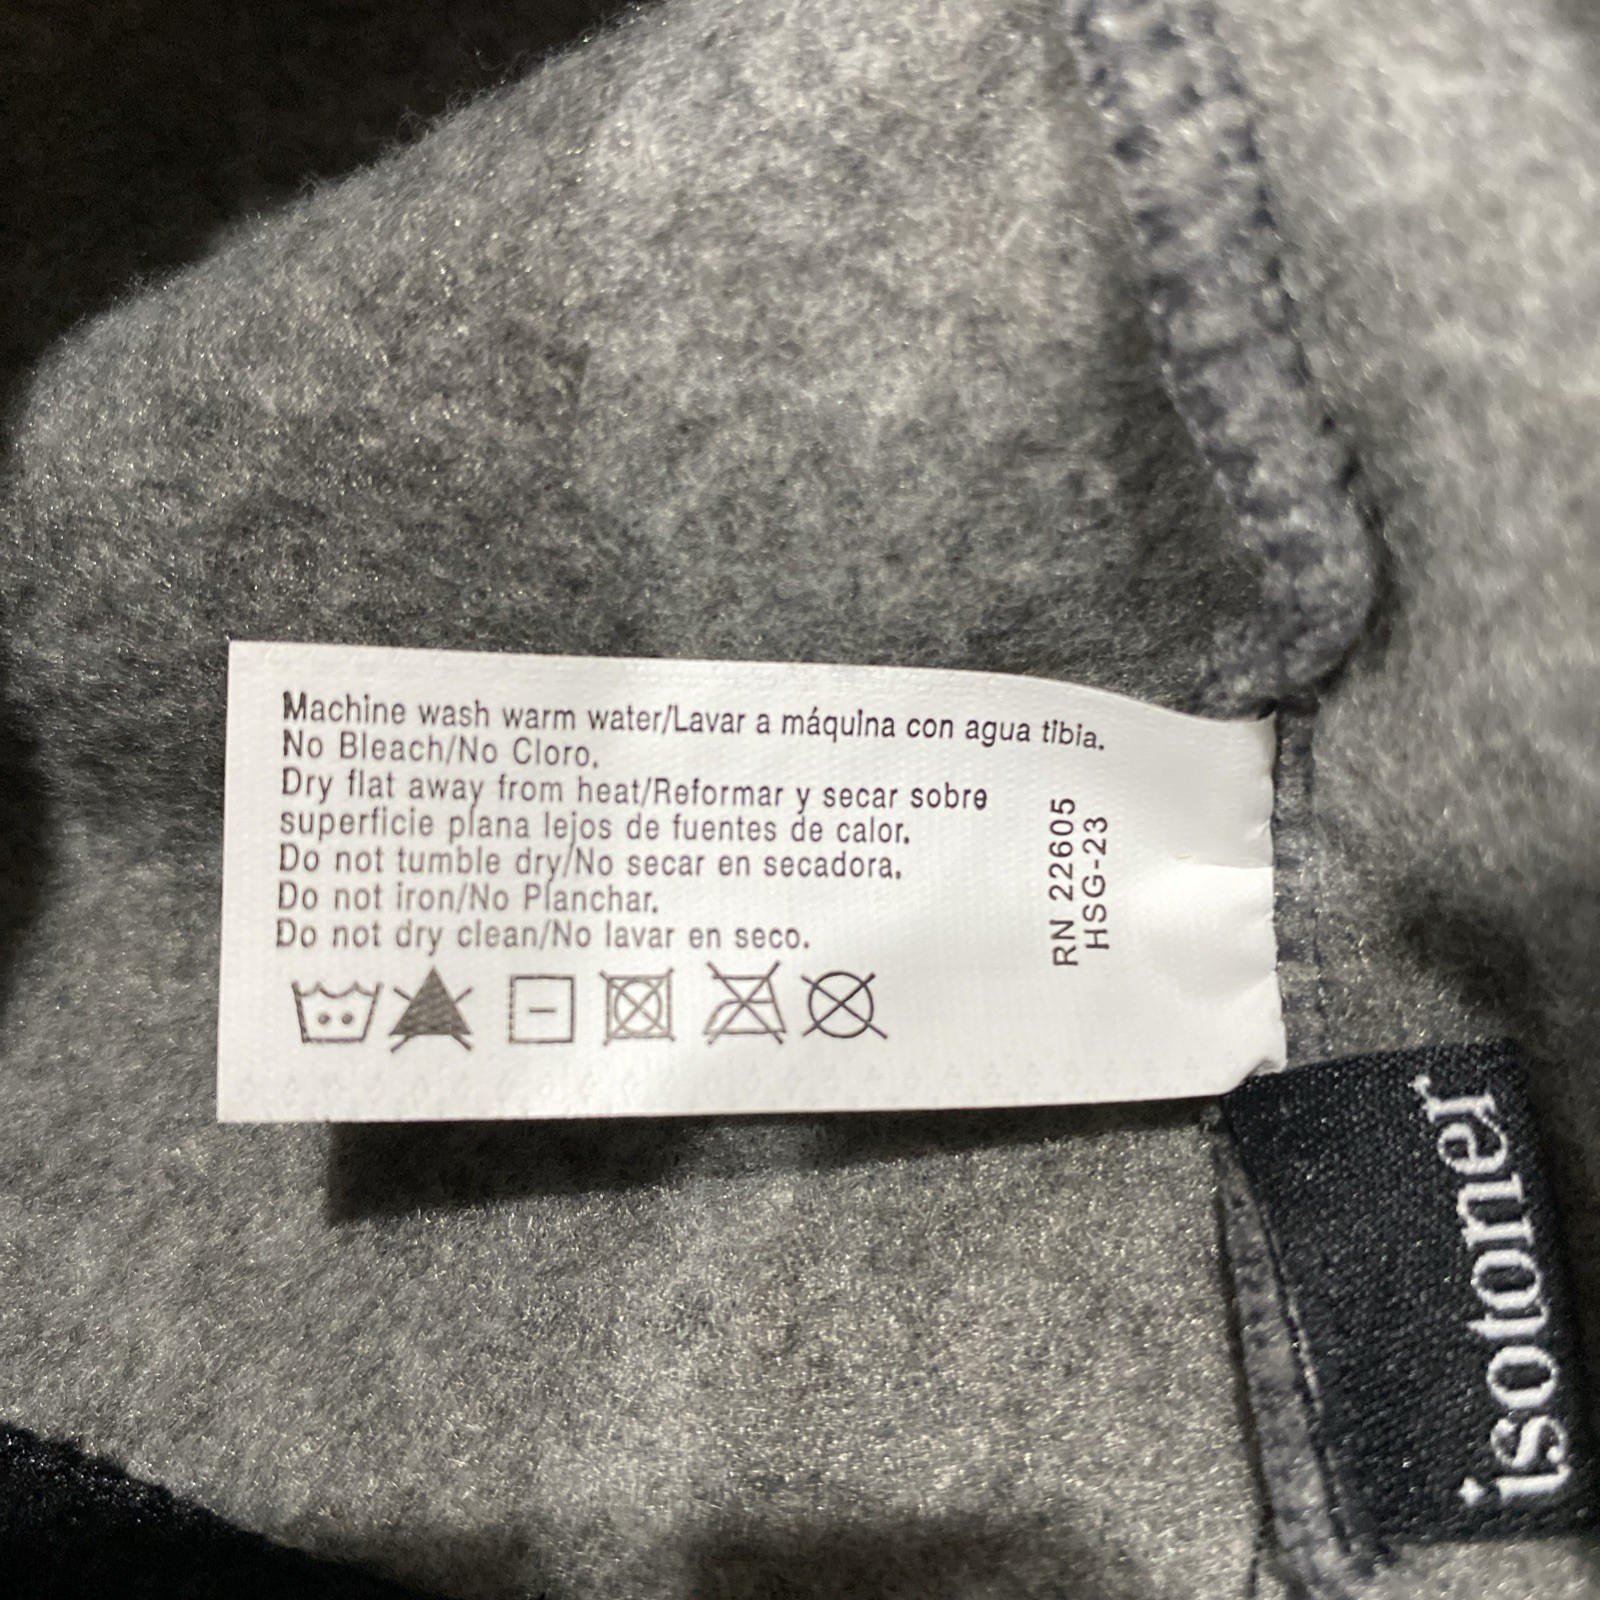 Machine wash warm water/Lavar a máquina con agua tibia.
No Bleach/No Cloro.
Dry flat away from heat/Reformar y secar sobre
superficie plana lejos de fuentes de calor.
Do not tumble dry/No secar en secadora.
Do not iron/No Planchar.
Do not dry clean/No lavar en seco.
RN 22605
HSG-23
isotoner